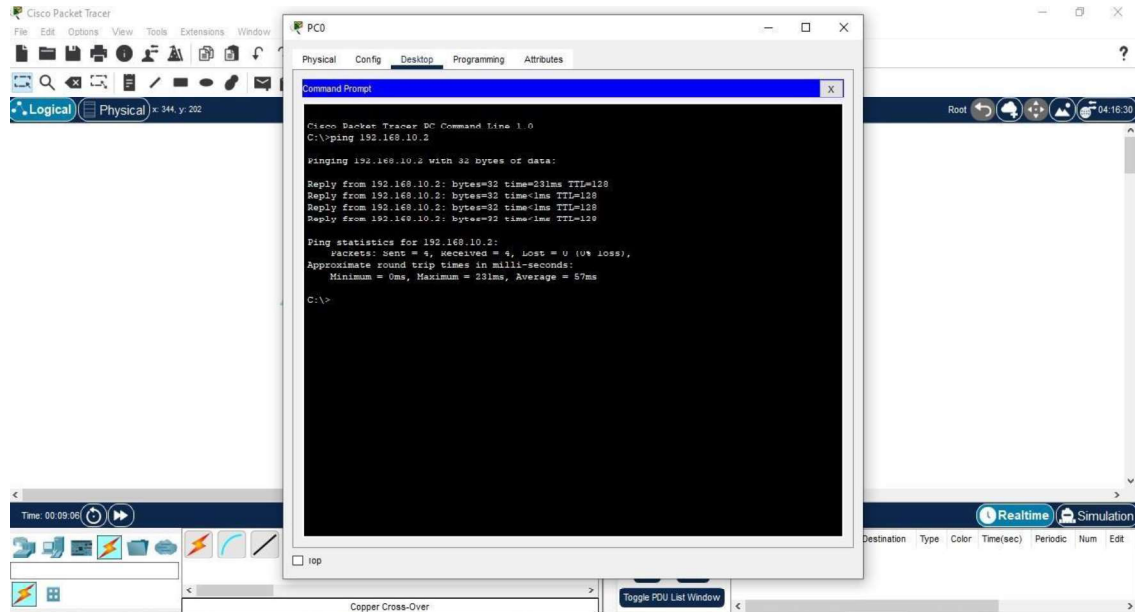 Cisco Packet Tracer
File Edit Options View Tools Extensions Window
PC0
Physical Config Desktop Programming Attributes
Command Prompt
X
Logical Physical x: 344, y: 202
Root 04:16:30
Cisco Packet Tracer PC Command Line 1.0
C:\>ping 192.168.10.2
Pinging 192.168.10.2 with 32 bytes of data:
Reply from 192.168.10.2: bytes=32 time=231ms TTL=128
Reply from 192.168.10.2: bytes=32 time<1ms TTL=128
Reply from 192.168.10.2: bytes=32 time<1ms TTL=128
Reply from 192.168.10.2: bytes=32 time<1ms TTL=128
Ping statistics for 192.168.10.2:
Packets: Sent = 4, Received = 4, Lost = 0 (0% loss),
Approximate round trip times in milli-seconds:
Minimum = 0ms, Maximum = 231ms, Average = 57ms
C:\>
Time: 00:09:06
Realtime Simulation
Destination Type Color Time(sec) Periodic Num Edit
Top
Toggle PDU List Window
Copper Cross-Over